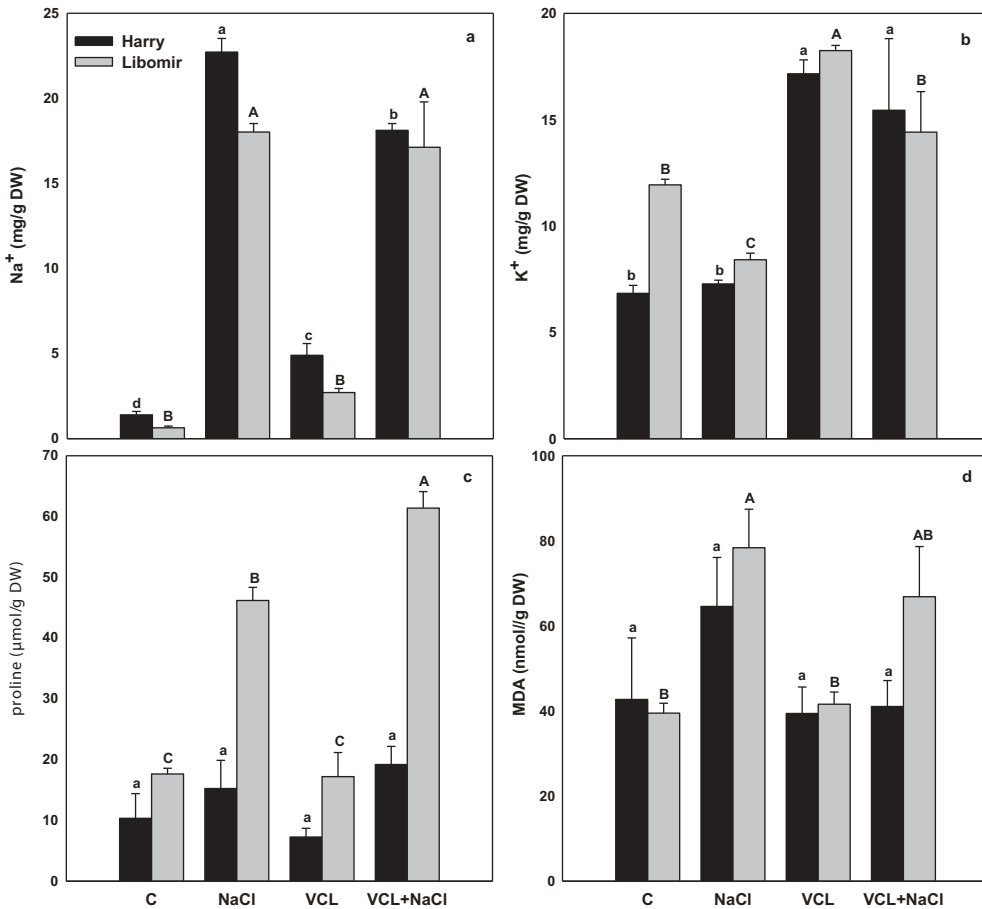 25
20
15
10
5
0
Na+ (mg/g DW)
Harry
Libomir
a
d
B
a
A
c
B
b
A
20
15
10
5
0
K+ (mg/g DW)
b
b
B
b
C
a
A
a
B
70
60
50
40
30
20
10
0
proline (µmol/g DW)
c
a
C
a
B
a
C
a
A
C NaCl VCL VCL+NaCl
100
80
60
40
20
0
MDA (nmol//g DW)
d
a
B
a
A
a
B
a
AB
C NaCl VCL VCL+NaCl